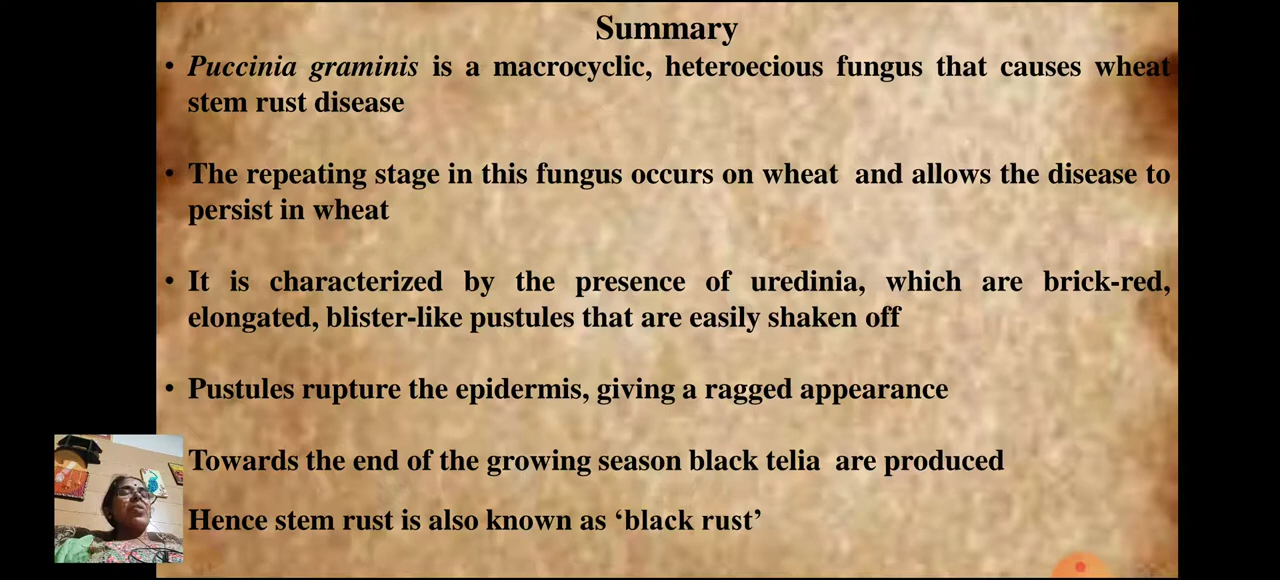 Summary
• Puccinia graminis is a macrocyclic, heteroecious fungus that causes wheat
stem rust disease
• The repeating stage in this fungus occurs on wheat and allows the disease to
persist in wheat
• It is characterized by the presence of uredinia, which are brick-red,
elongated, blister-like pustules that are easily shaken off
• Pustules rupture the epidermis, giving a ragged appearance
Towards the end of the growing season black telia are produced
Hence stem rust is also known as ‘black rust’